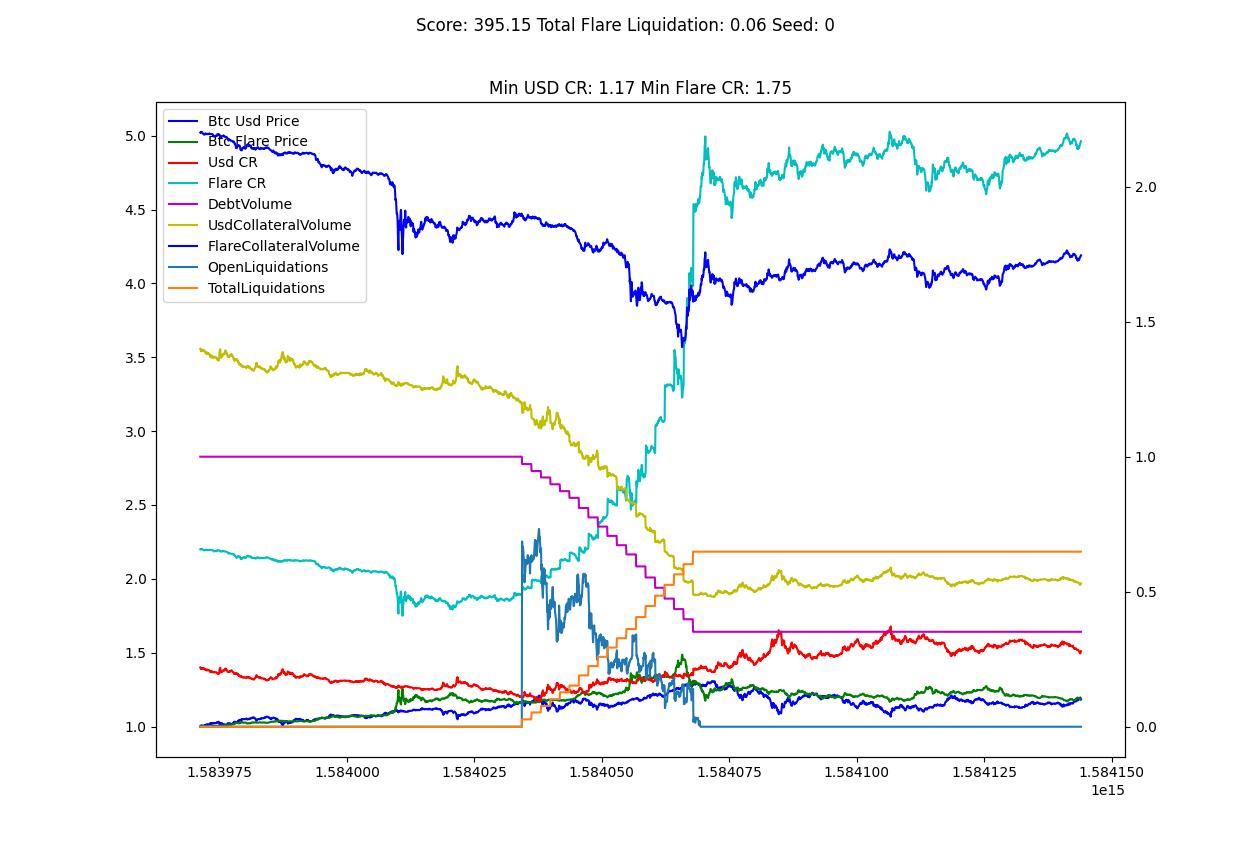 Score: 395.15 Total Flare Liquidation: 0.06 Seed: 0
Min USD CR: 1.17 Min Flare CR: 1.75
Btc Usd Price
Btc Flare Price
Usd CR
Flare CR
DebtVolume
UsdCollateralVolume
FlareCollateralVolume
OpenLiquidations
TotalLiquidations
5.0
4.5
4.0
3.5
3.0
2.5
2.0
1.5
1.0
2.0
1.5
1.0
0.5
0.0
1.583975 1.584000 1.584025 1.584050 1.584075 1.584100 1.584125 1.584150
1e15